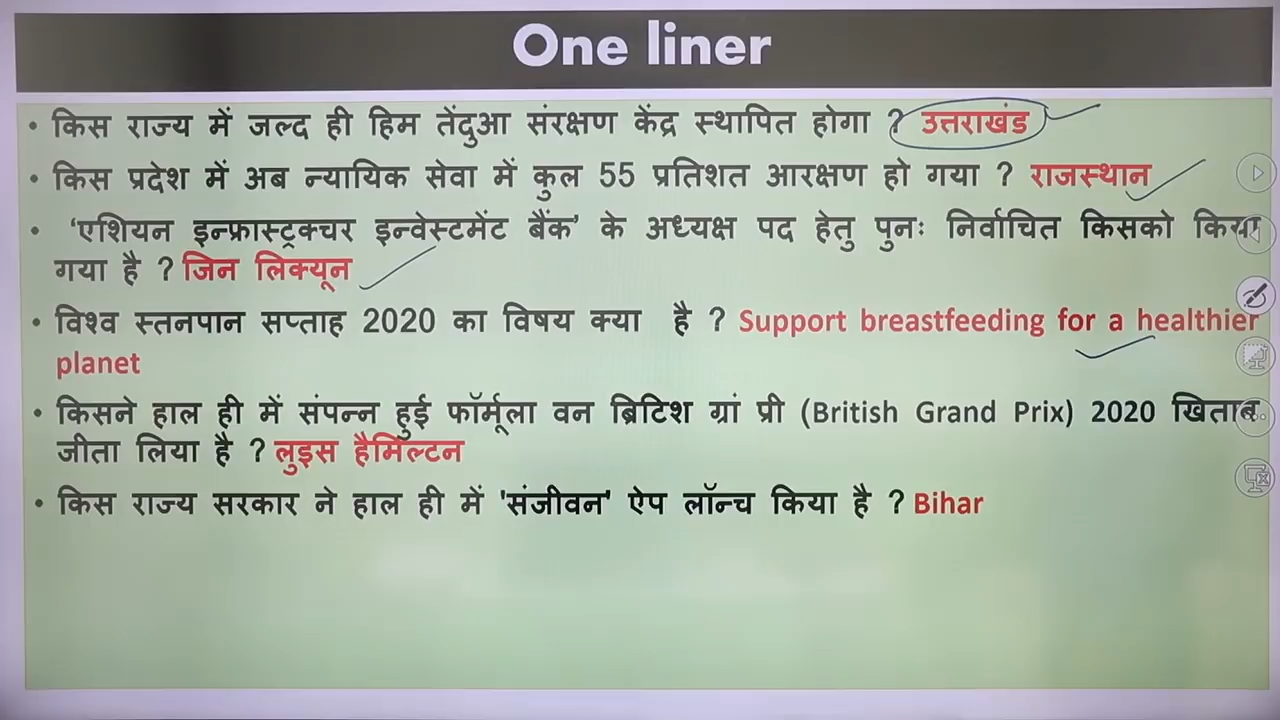 One liner
• किस राज्य में जल्द ही हिम तेंदुआ संरक्षण केंद्र स्थापित होगा ? उत्तराखंड
• किस प्रदेश में अब न्यायिक सेवा में कुल 55 प्रतिशत आरक्षण हो गया ? राजस्थान
• 'एशियन इन्फ्रास्ट्रक्चर इन्वेस्टमेंट बैंक' के अध्यक्ष पद हेतु पुनः निर्वाचित किसको किया
गया है ? जिन लिक्यून
• विश्व स्तनपान सप्ताह 2020 का विषय क्या है ? Support breastfeeding for a healthier
planet
• किसने हाल ही में संपन्न हुई फॉर्मूला वन ब्रिटिश ग्रां प्री (British Grand Prix) 2020 खिताब
जीता लिया है ? लुइस हैमिल्टन
• किस राज्य सरकार ने हाल ही में 'संजीवन' ऐप लॉन्च किया है ? Bihar